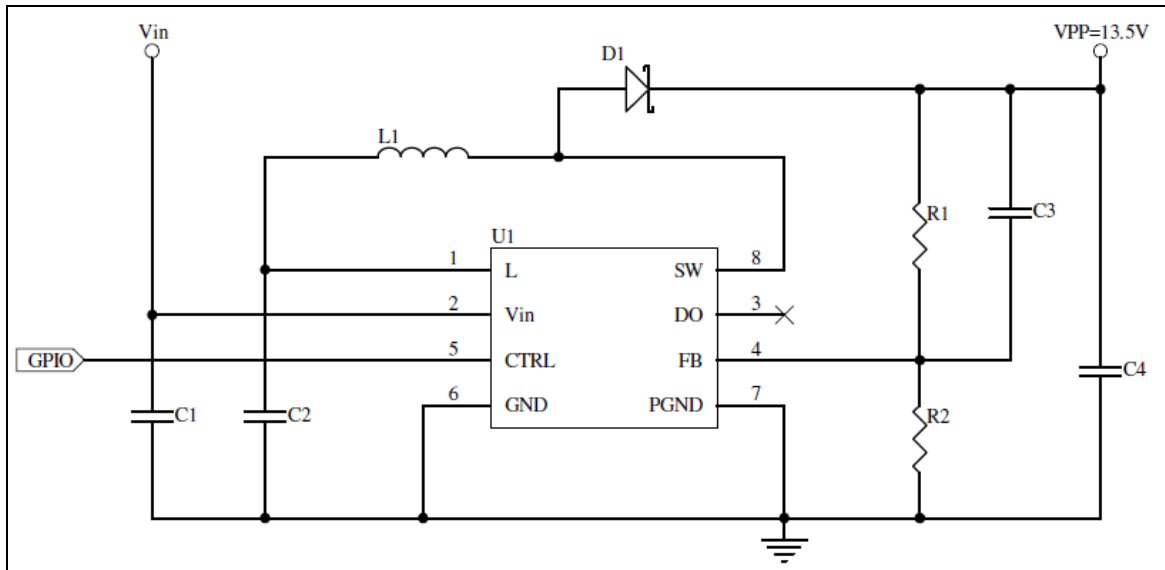 Vin
VPP=13.5V
D1
L1
R1
C3
U1
1
L
SW
8
2
Vin
DO
3
GPIO
5
CTRL
FB
4
C4
6
GND
PGND
7
C1
C2
R2